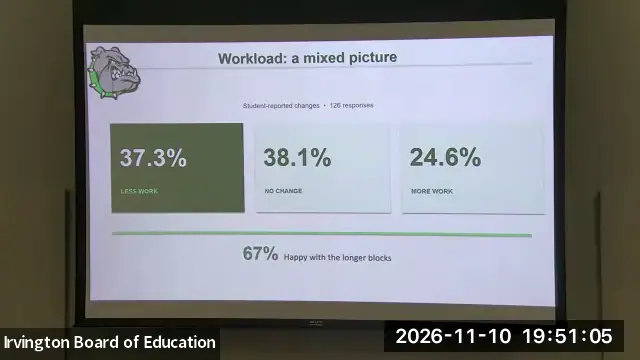 Workload: a mixed picture
Student-reported changes • 126 responses
37.3%
LESS WORK
38.1%
NO CHANGE
24.6%
MORE WORK
67% Happy with the longer blocks
Irvington Board of Education
2026-11-10 19:51:05